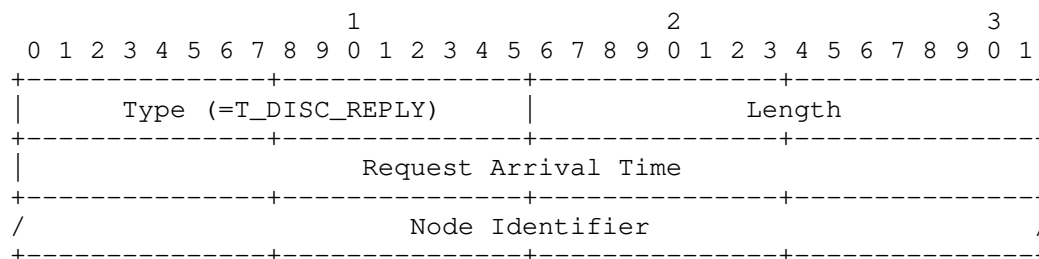 1                   2                   3
 0 1 2 3 4 5 6 7 8 9 0 1 2 3 4 5 6 7 8 9 0 1 2 3 4 5 6 7 8 9 0 1
+---------------+---------------+---------------+---------------
|      Type (=T_DISC_REPLY)     |             Length
+---------------+---------------+---------------+---------------
|                     Request Arrival Time
+---------------+---------------+---------------+---------------
/                        Node Identifier                        /
+---------------+---------------+---------------+---------------